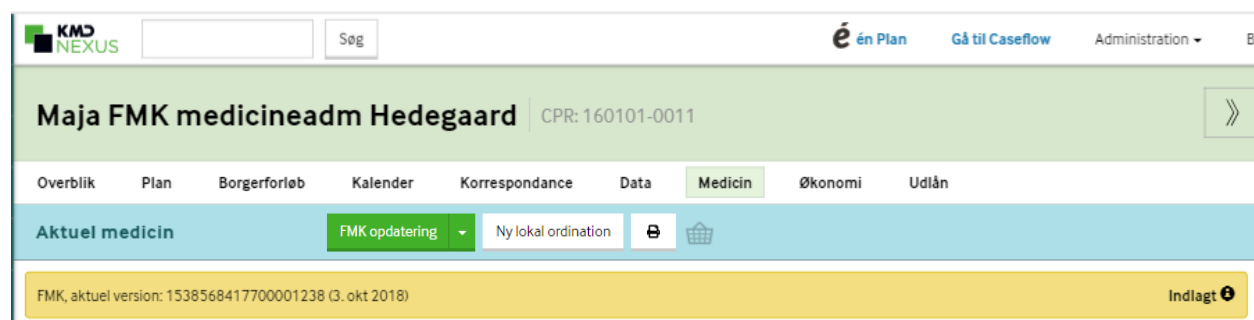 KMD
NEXUS
Søg
é én Plan
Gå til Caseflow
Administration
B
Maja FMK medicineadm Hedegaard
CPR: 160101-0011
Overblik Plan Borgerforløb Kalender Korrespondance Data Medicin Økonomi Udlån
Aktuel medicin
FMK opdatering
Ny lokal ordination
FMK, aktuel version: 1538568417700001238 (3. okt 2018)
Indlagt